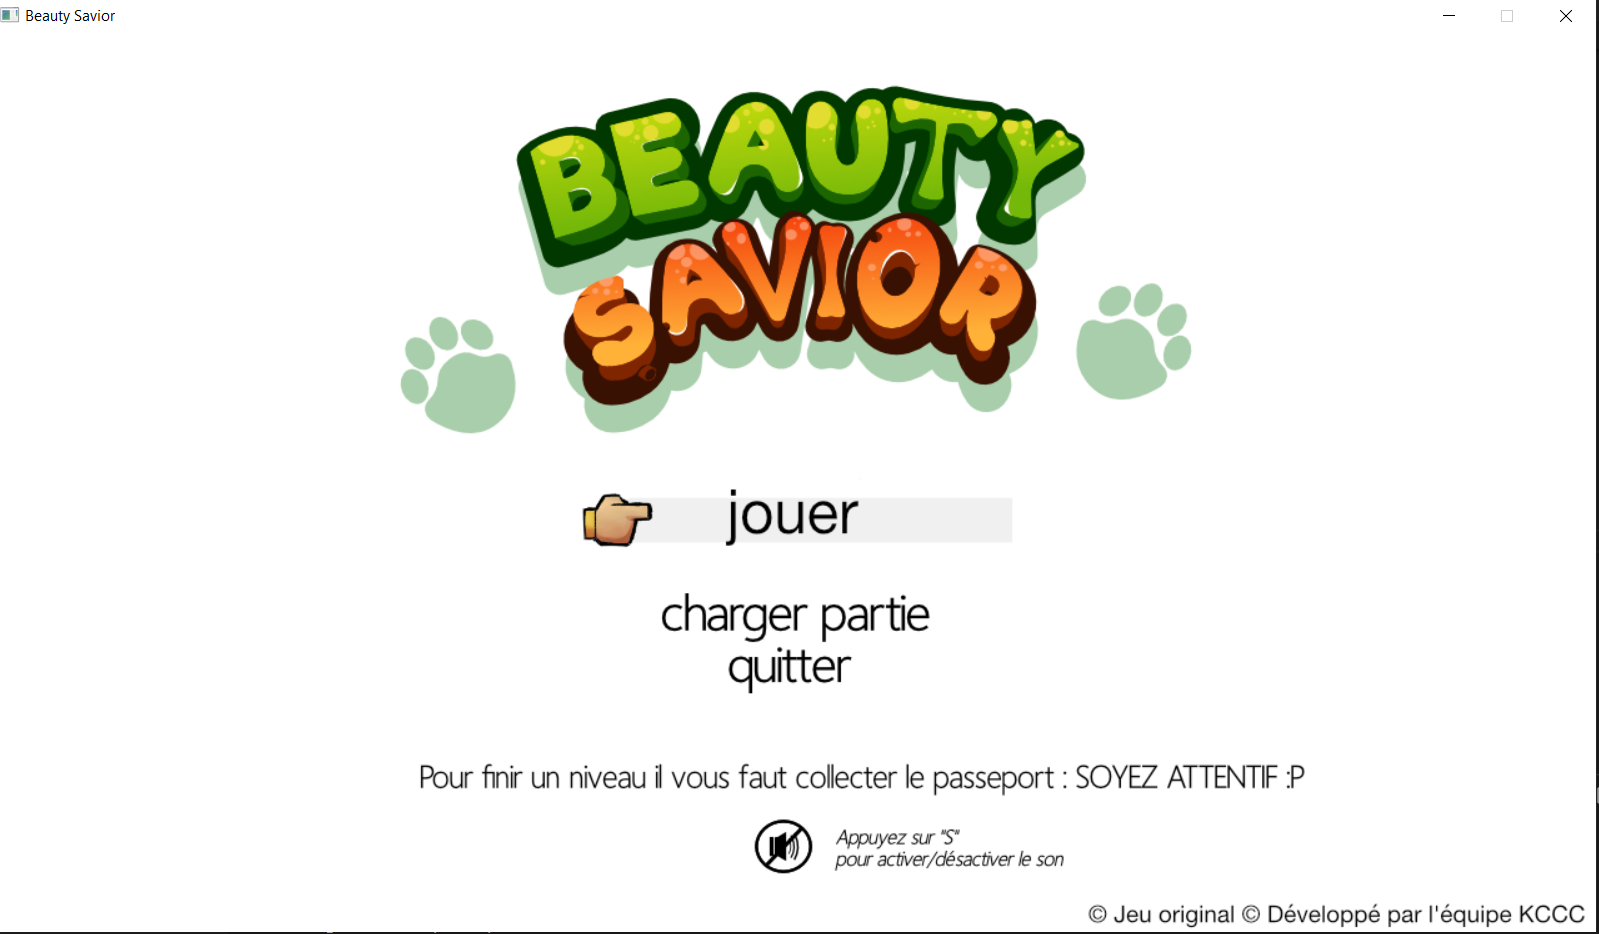 Beauty Savior
BEAUTY
SAVIOR
jouer
charger partie
quitter
Pour finir un niveau il vous faut collecter le passeport : SOYEZ ATTENTIF :P
Appuyez sur "S"
pour activer/désactiver le son
© Jeu original © Développé par l'équipe KCCC